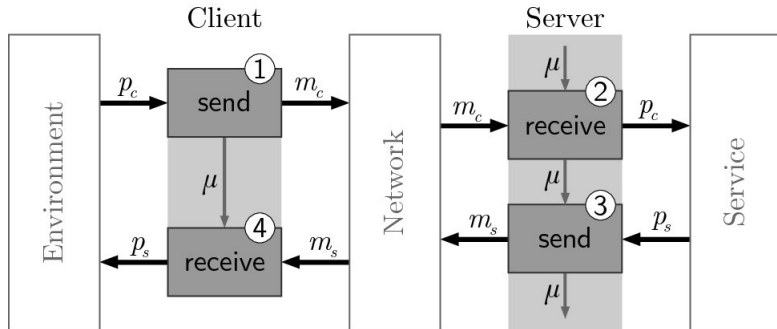 Client
Server
Environment
p_c
1
send
m_c
μ
4
receive
p_s
m_s
Network
m_c
μ
2
receive
p_c
μ
3
send
m_s
p_s
μ
Service